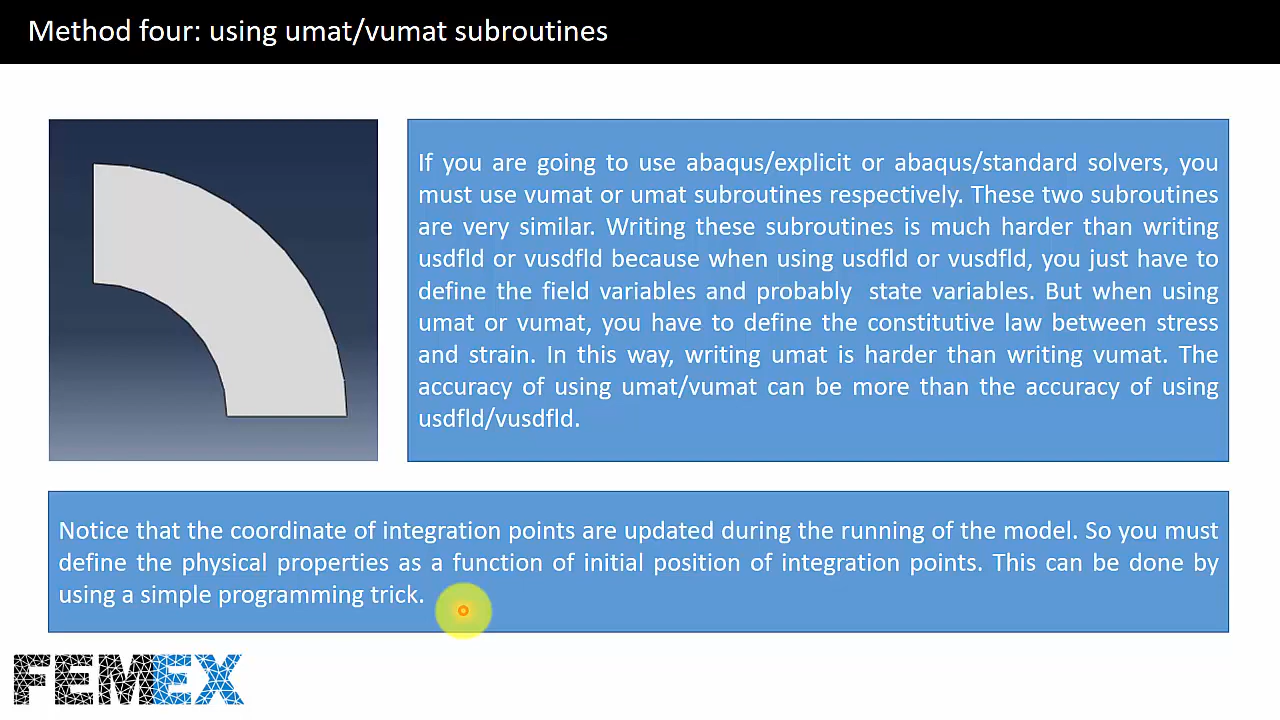 Method four: using umat/vumat subroutines
If you are going to use abaqus/explicit or abaqus/standard solvers, you
must use vumat or umat subroutines respectively. These two subroutines
are very similar. Writing these subroutines is much harder than writing
usdfld or vusdfld because when using usdfld or vusdfld, you just have to
define the field variables and probably state variables. But when using
umat or vumat, you have to define the constitutive law between stress
and strain. In this way, writing umat is harder than writing vumat. The
accuracy of using umat/vumat can be more than the accuracy of using
usdfld/vusdfld.
Notice that the coordinate of integration points are updated during the running of the model. So you must
define the physical properties as a function of initial position of integration points. This can be done by
using a simple programming trick.
FEMEX